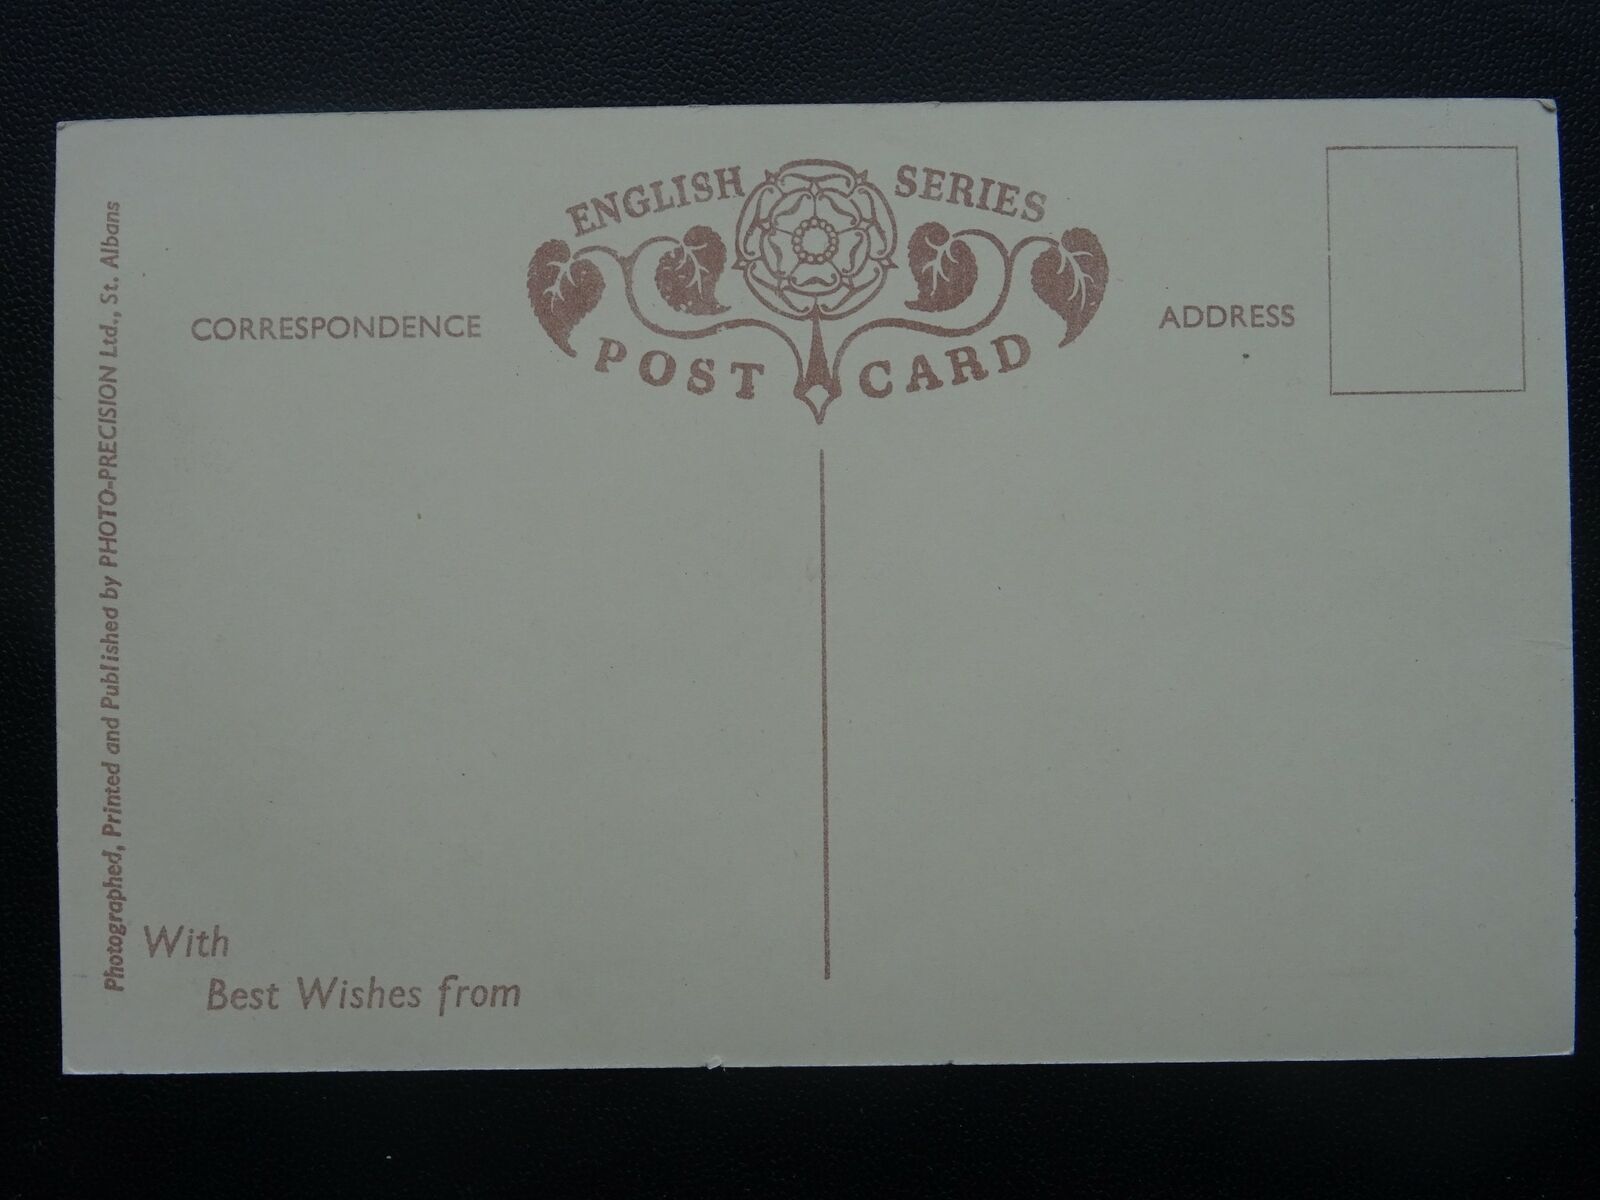 ENGLISH SERIES
POST CARD
CORRESPONDENCE
ADDRESS
Photographed, Printed and Published by PHOTO-PRECISION Ltd., St. Albans
With
Best Wishes from